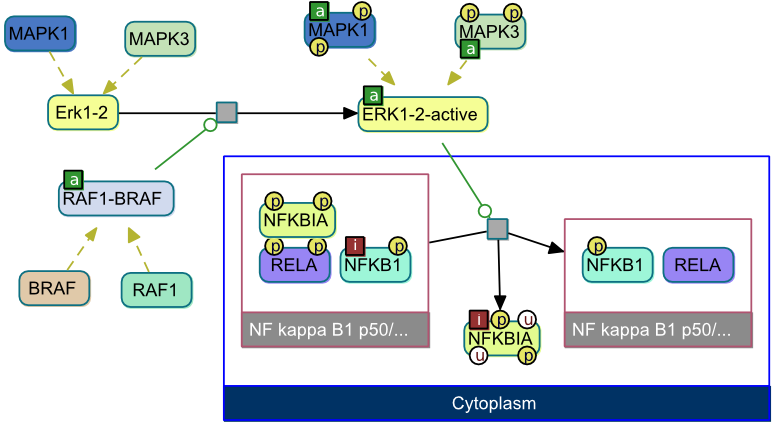 a p
MAPK1
MAPK3
MAPK1
p
p p
MAPK3
a
Erk1-2
a
ERK1-2-active
a
RAF1-BRAF
BRAF
RAF1
p p
NFKBIA
p p
RELA
i p
NFKB1
NF kappa B1 p50/...
p
NFKB1
RELA
NF kappa B1 p50/...
i p u
NFKBIA
u p
Cytoplasm